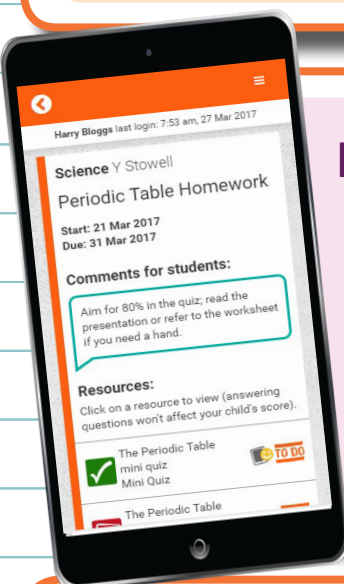 Harry Bloggs last login: 7:53 am, 27 Mar 2017
Science Y Stowell
Periodic Table Homework
Start: 21 Mar 2017
Due: 31 Mar 2017
Comments for students:
Aim for 80% in the quiz; read the
presentation or refer to the worksheet
if you need a hand.
Resources:
Click on a resource to view (answering
questions won't affect your child's score).
The Periodic Table
mini quiz
Mini Quiz
TO DO
The Periodic Table